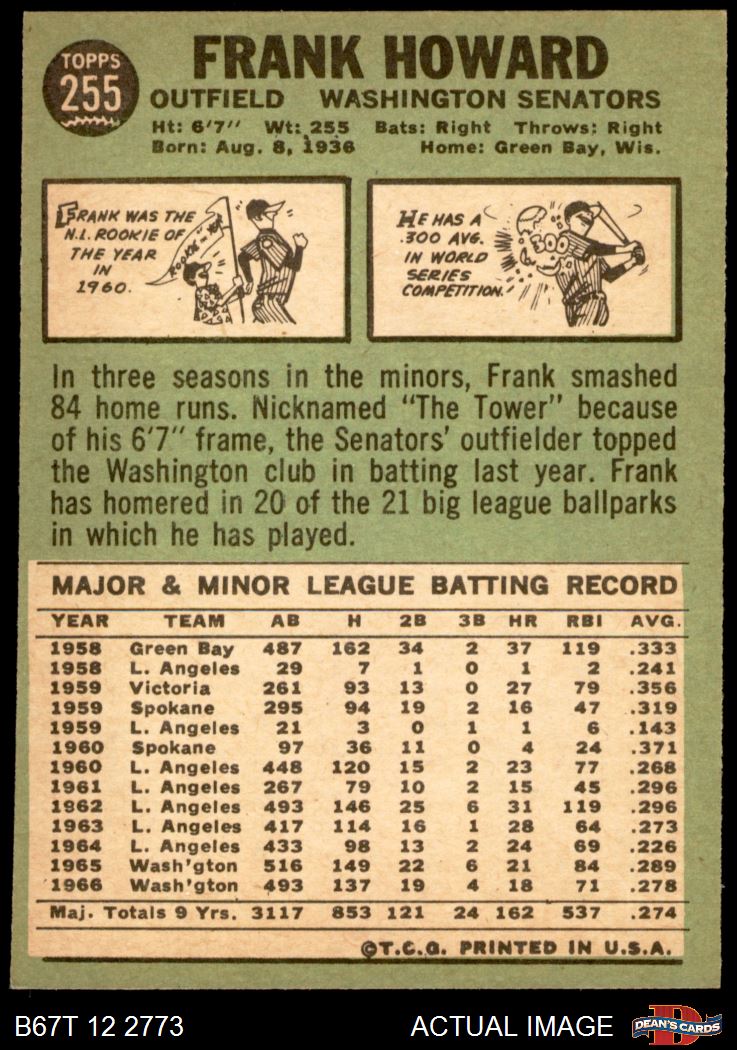 TOPPS
255
FRANK HOWARD
OUTFIELD WASHINGTON SENATORS
Ht: 6'7" Wt: 255 Bats: Right Throws: Right
Born: Aug. 8, 1936 Home: Green Bay, Wis.
FRANK WAS THE
N.L. ROOKIE OF
THE YEAR
IN
1960.
HE HAS A
.300 AVG.
IN WORLD
SERIES
COMPETITION.
In three seasons in the minors, Frank smashed
84 home runs. Nicknamed "The Tower" because
of his 6'7" frame, the Senators' outfielder topped
the Washington club in batting last year. Frank
has homered in 20 of the 21 big league ballparks
in which he has played.
MAJOR & MINOR LEAGUE BATTING RECORD
YEAR TEAM AB H 2B 3B HR RBI AVG.
1958 Green Bay 487 162 34 2 37 119 .333
1958 L. Angeles 29 7 1 0 1 2 .241
1959 Victoria 261 93 13 0 27 79 .356
1959 Spokane 295 94 19 2 16 47 .319
1959 L. Angeles 21 3 0 1 1 6 .143
1960 Spokane 97 36 11 0 4 24 .371
1960 L. Angeles 448 120 15 2 23 77 .268
1961 L. Angeles 267 79 10 2 15 45 .296
1962 L. Angeles 493 146 25 6 31 119 .296
1963 L. Angeles 417 114 16 1 28 64 .273
1964 L. Angeles 433 98 13 2 24 69 .226
1965 Wash'gton 516 149 22 6 21 84 .289
1966 Wash'gton 493 137 19 4 18 71 .278
Maj. Totals 9 Yrs. 3117 853 121 24 162 537 .274
©T.C.G. PRINTED IN U.S.A.
B67T 12 2773 ACTUAL IMAGE
DEAN'S CARDS